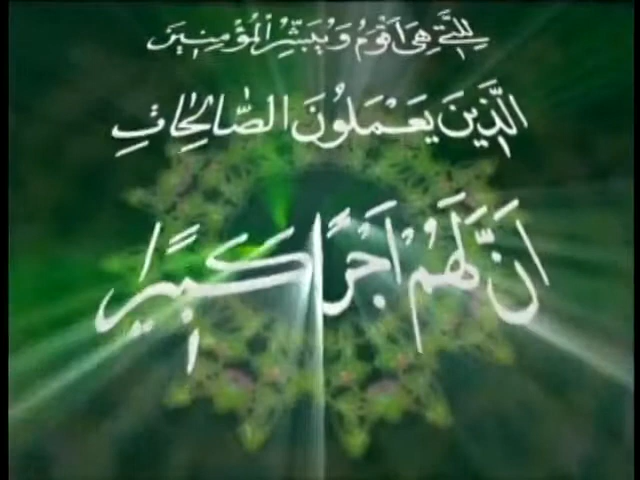 لِلَّتِي هِيَ أَقْوَمُ وَيُبَشِّرُ الْمُؤْمِنِينَ
الَّذِينَ يَعْمَلُونَ الصَّالِحَاتِ
اَنَّ لَهُمْ اَجْرًا كَبِيرًا